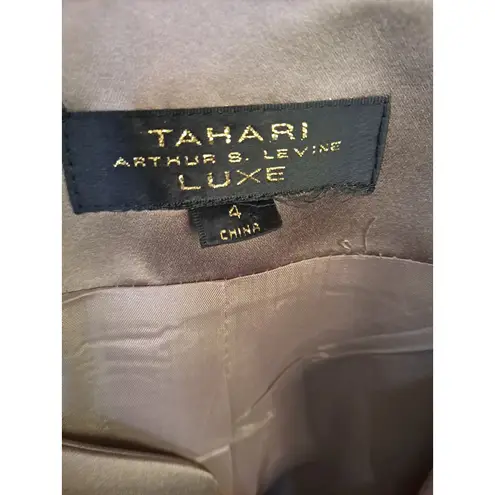 TAHARI
ARTHUR S. LEVINE
LUXE
4
CHINA